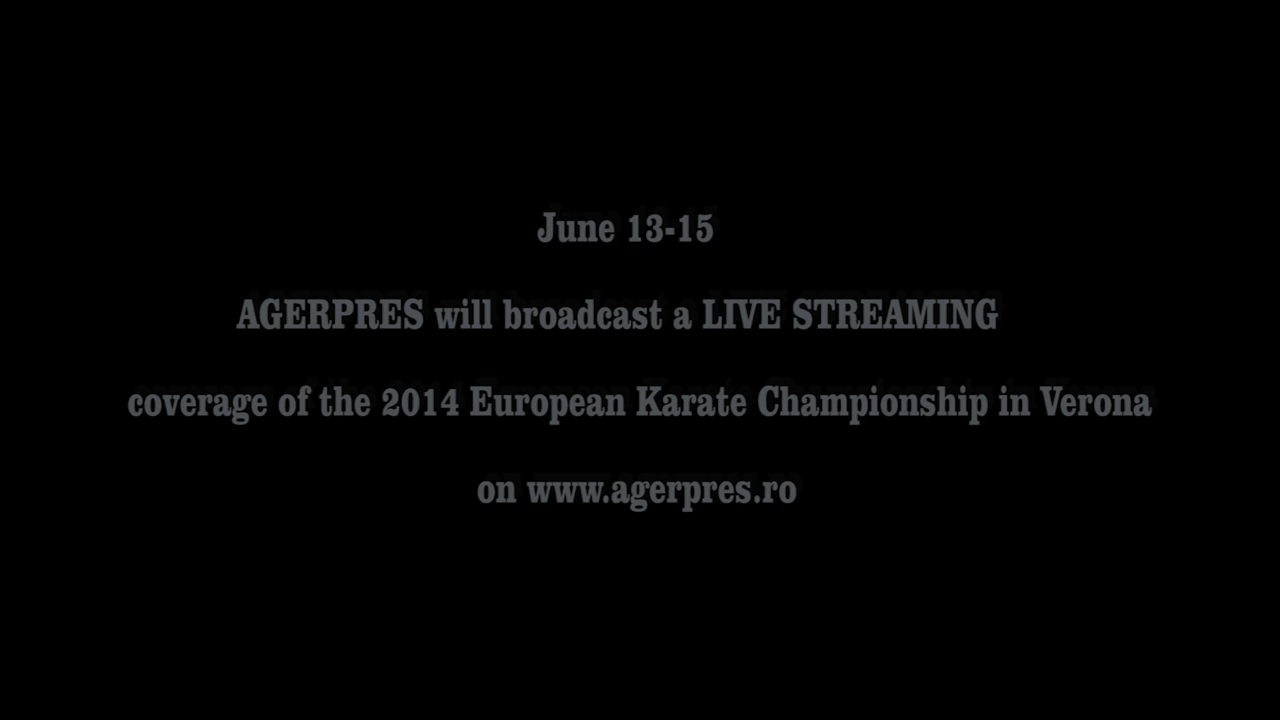 June 13-15
AGERPRES will broadcast a LIVE STREAMING
coverage of the 2014 European Karate Championship in Verona
on www.agerpres.ro